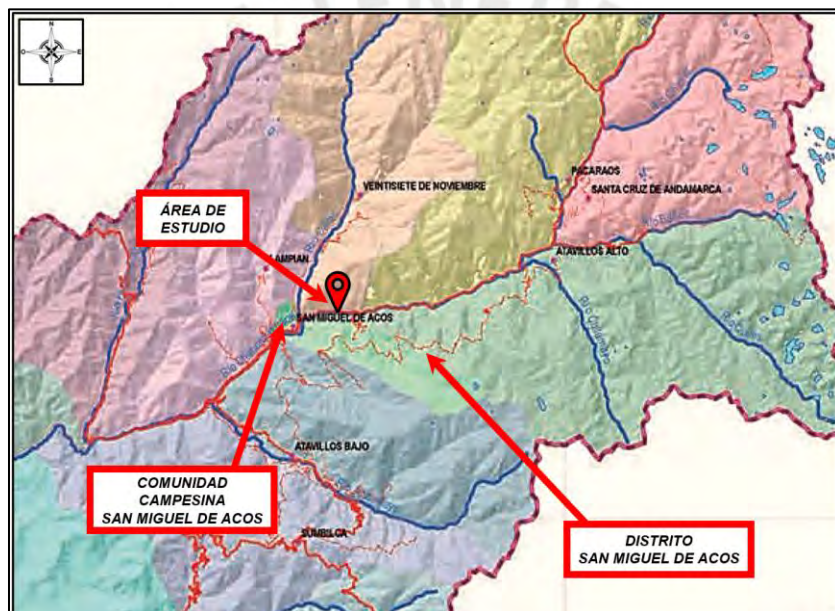 N
O
E
S
VEINTISIETE DE NOVIEMBRE
PACARAOS
SANTA CRUZ DE ANDAMARCA
ÁREA DE
ESTUDIO
LAMPIAN
ATAVILLOS ALTO
SAN MIGUEL DE ACOS
ATAVILLOS BAJO
COMUNIDAD
CAMPESINA
SAN MIGUEL DE ACOS
SUMBILCA
DISTRITO
SAN MIGUEL DE ACOS